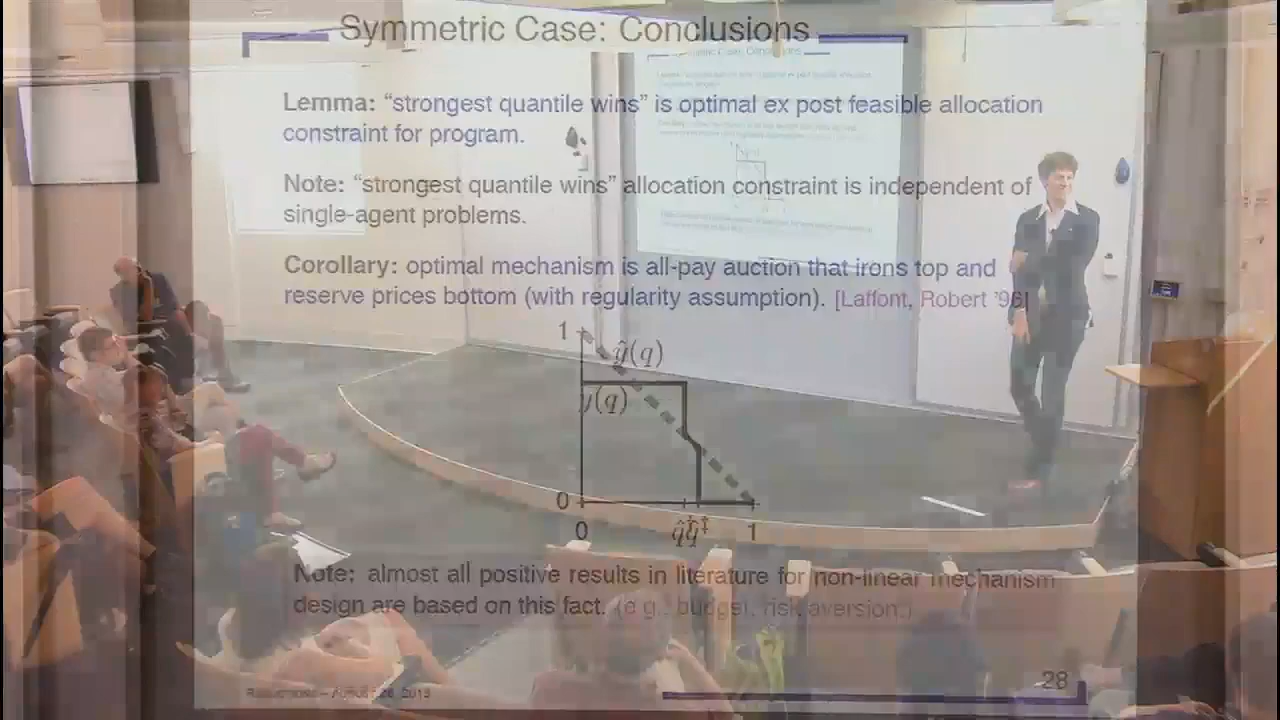 Symmetric Case: Conclusions
Lemma: “strongest quantile wins” is optimal ex post feasible allocation
constraint for program.
Note: “strongest quantile wins” allocation constraint is independent of
single-agent problems.
Corollary: optimal mechanism is all-pay auction that irons top and
reserve prices bottom (with regularity assumption). [Laffont, Robert ’96]
1
ŷ(q)
y(q)
0
0
1
Note: almost all positive results in literature for non-linear mechanism
design are based on this fact. (e.g., budget, risk aversion,)
28